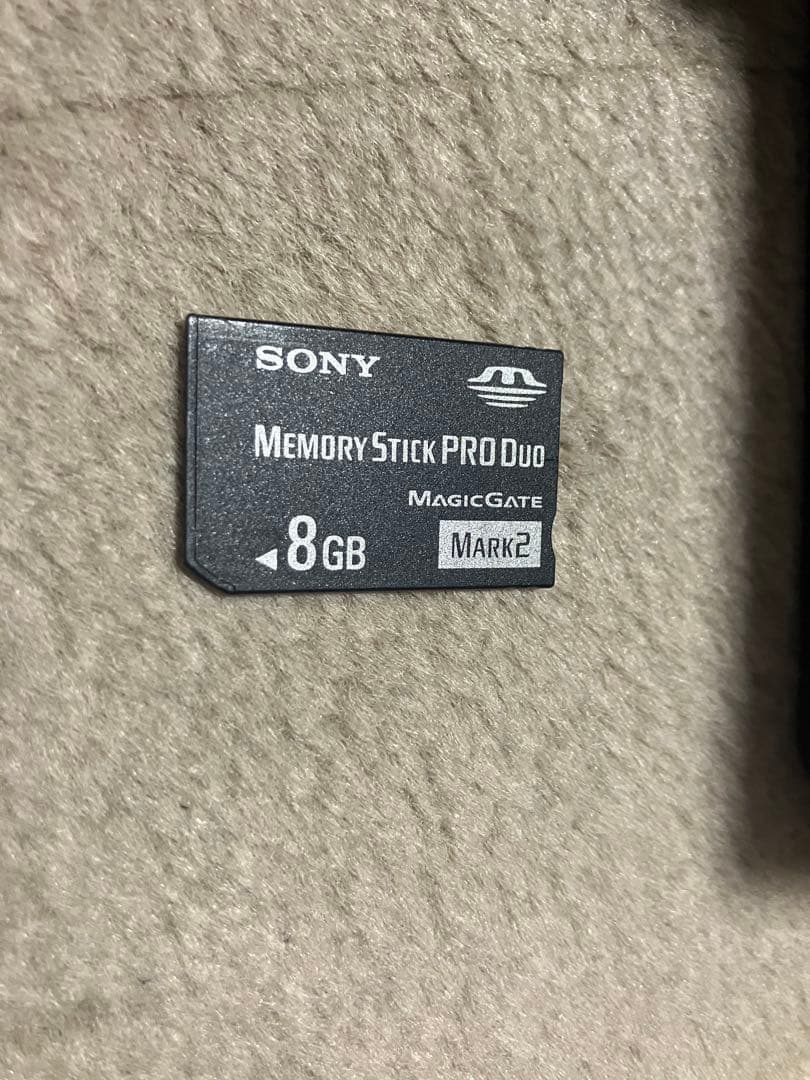 SONY
MEMORY STICK PRO DUO
MAGICGATE
8GB
MARK2